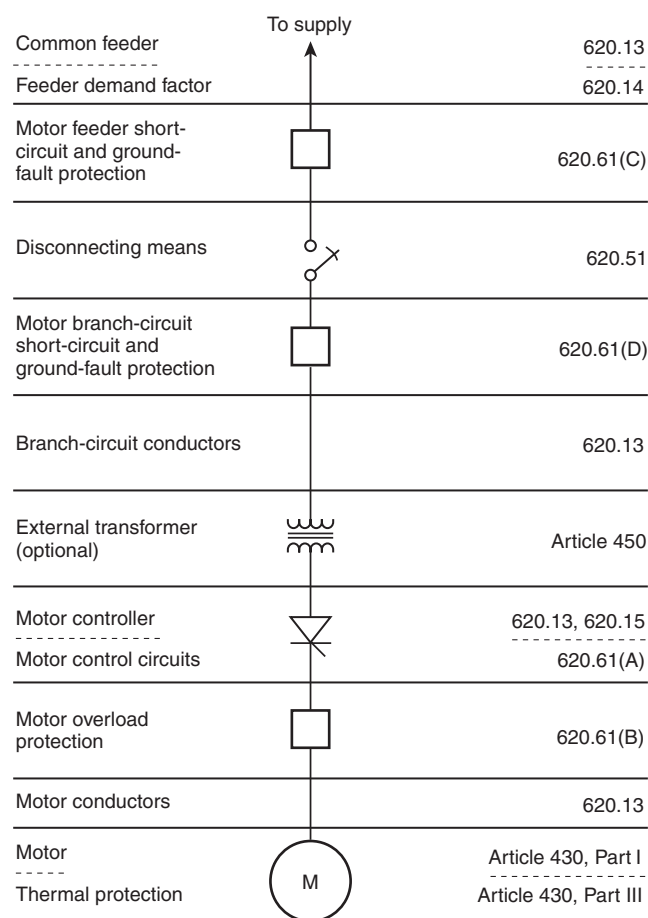 To supply
Common feeder 620.13
Feeder demand factor 620.14
Motor feeder short-
circuit and ground-
fault protection 620.61(C)
Disconnecting means 620.51
Motor branch-circuit
short-circuit and
ground-fault protection 620.61(D)
Branch-circuit conductors 620.13
External transformer
(optional) Article 450
Motor controller 620.13, 620.15
Motor control circuits 620.61(A)
Motor overload
protection 620.61(B)
Motor conductors 620.13
Motor Article 430, Part I
M
Thermal protection Article 430, Part III